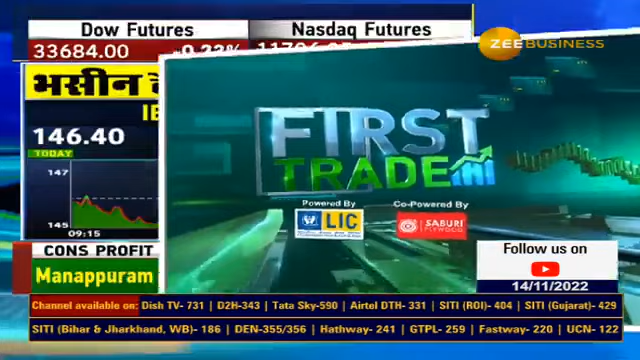 Dow Futures
Nasdaq Futures
33684.00
ZEE BUSINESS
भसीन
146.40
TODAY
147
145
09:15
FIRST
TRADE
Powered By
Co-Powered By
LIC
SABURI
PLYWOOD
CONS PROFIT
Manappuram
Follow us on
14/11/2022
Channel available on: Dish TV- 731 | D2H-343 | Tata Sky-590 | Airtel DTH- 331 | SITI (ROI)- 404 | SITI (Gujarat)- 429
SITI (Bihar & Jharkhand, WB)- 186 | DEN-355/356 | Hathway- 241 | GTPL- 259 | Fastway- 220 | UCN- 122